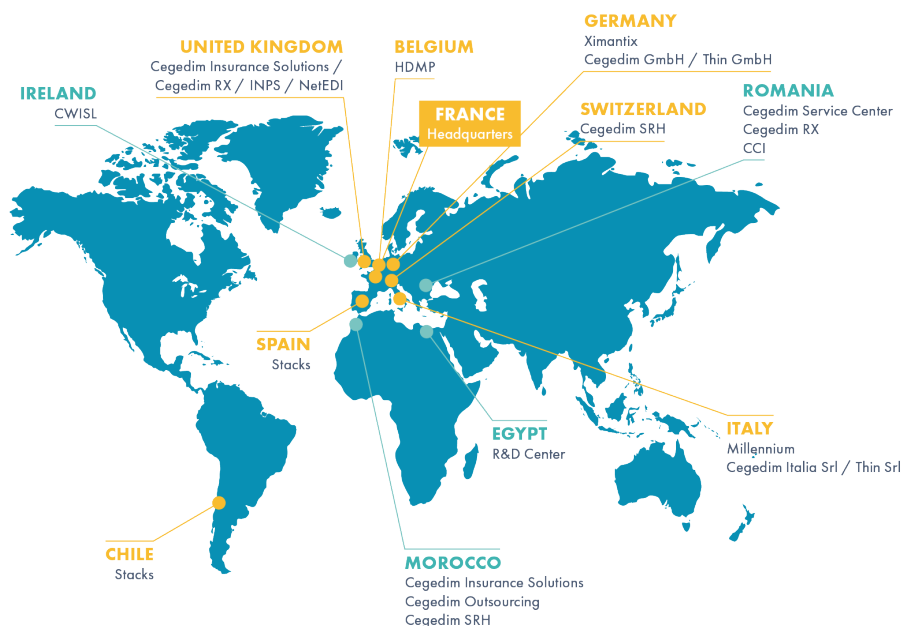 GERMANY
Ximantix
Cegedim GmbH / Thin GmbH
UNITED KINGDOM
Cegedim Insurance Solutions /
Cegedim RX / INPS / NetEDI
BELGIUM
HDMP
IRELAND
CWISL
ROMANIA
Cegedim Service Center
Cegedim RX
CCI
FRANCE
Headquarters
SWITZERLAND
Cegedim SRH
SPAIN
Stacks
EGYPT
R&D Center
ITALY
Millennium
Cegedim Italia Srl / Thin Srl
CHILE
Stacks
MOROCCO
Cegedim Insurance Solutions
Cegedim Outsourcing
Cegedim SRH